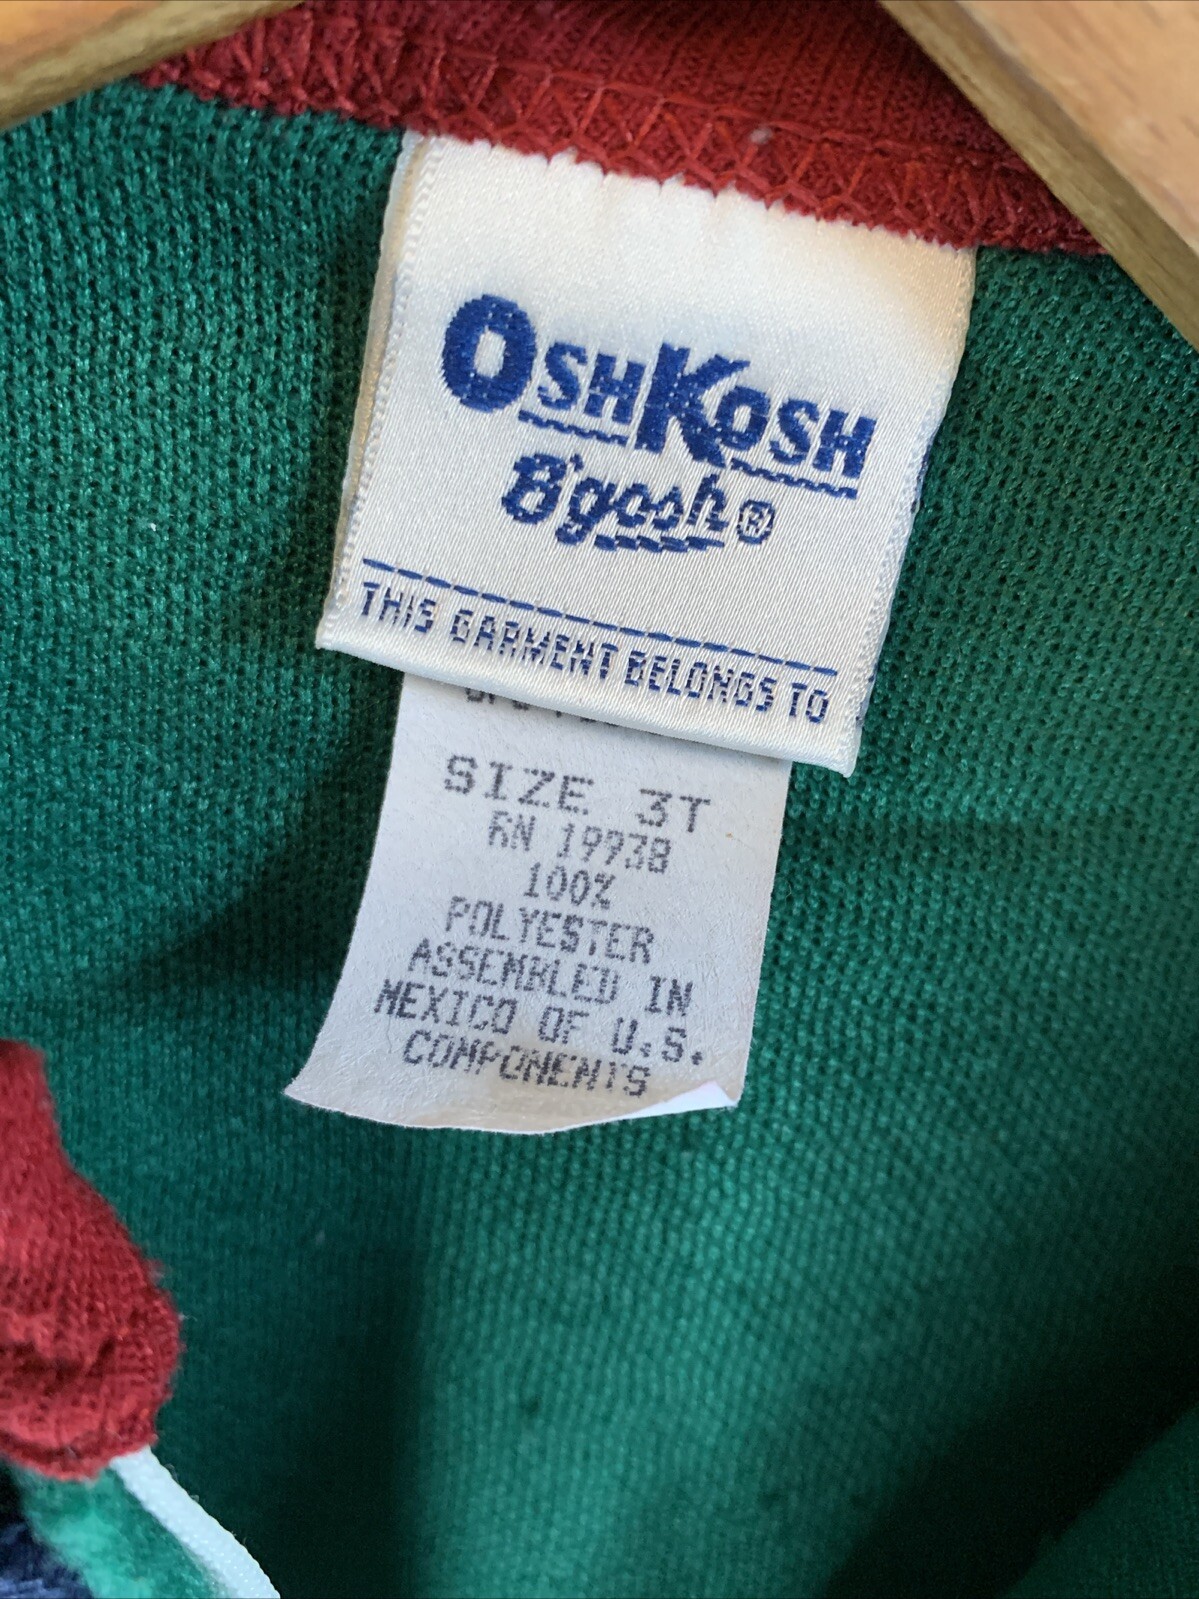 OSHKOSH
B'gosh®
THIS GARMENT BELONGS TO
SIZE 3T
RN 19938
100%
POLYESTER
ASSEMBLED IN
MEXICO OF U.S.
COMPONENTS